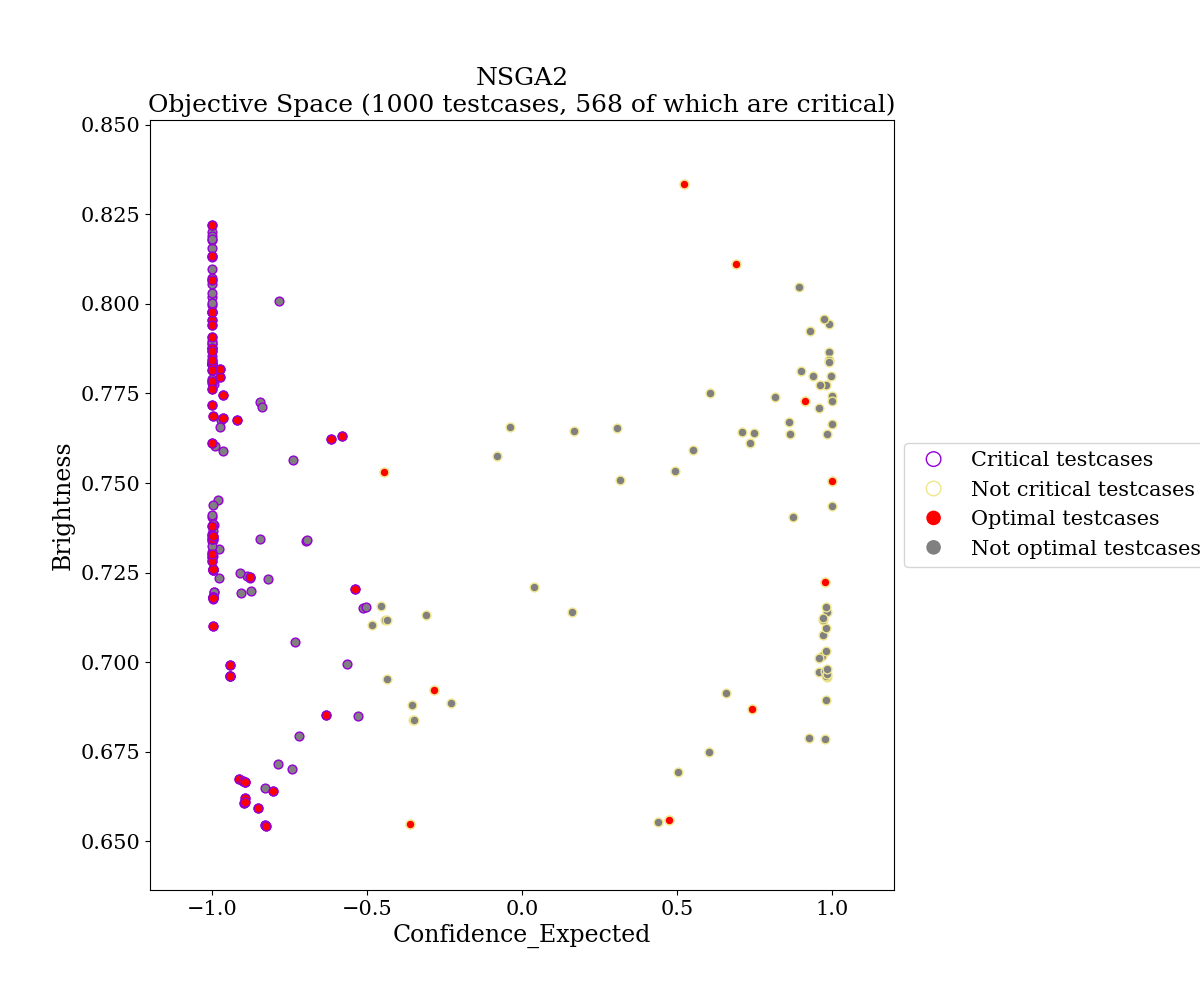 NSGA2
Objective Space (1000 testcases, 568 of which are critical)
0.850
0.825
0.800
0.775
0.750
0.725
0.700
0.675
0.650
Brightness
−1.0
−0.5
0.0
0.5
1.0
Confidence_Expected
Critical testcases
Not critical testcases
Optimal testcases
Not optimal testcases